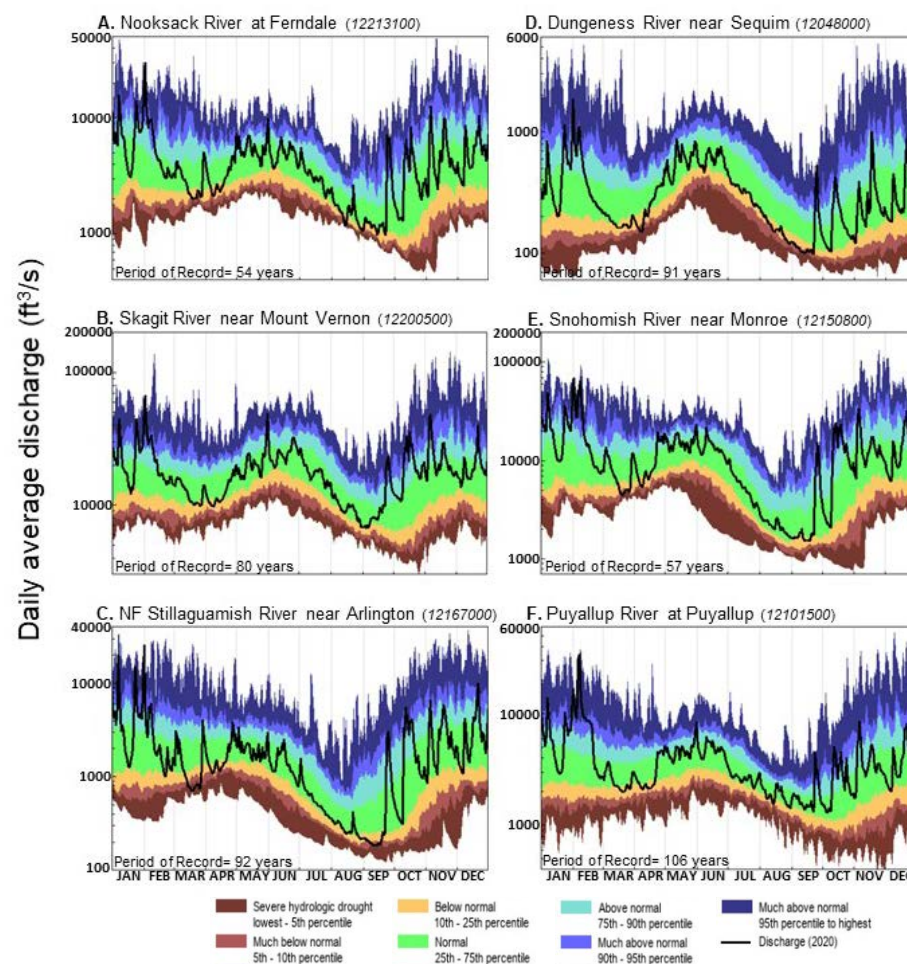 A. Nooksack River at Ferndale (12213100)
50000
10000
1000
Period of Record= 54 years
D. Dungeness River near Sequim (12048000)
6000
1000
100
Period of Record= 91 years
Daily average discharge (ft³/s)
B. Skagit River near Mount Vernon (12200500)
200000
100000
10000
Period of Record= 80 years
E. Snohomish River near Monroe (12150800)
200000
100000
10000
1000
Period of Record= 57 years
C. NF Stillaguamish River near Arlington (12167000)
40000
10000
1000
100
Period of Record= 92 years
JAN FEB MAR APR MAY JUN JUL AUG SEP OCT NOV DEC
F. Puyallup River at Puyallup (12101500)
60000
10000
1000
Period of Record= 106 years
JAN FEB MAR APR MAY JUN JUL AUG SEP OCT NOV DEC
Severe hydrologic drought
lowest - 5th percentile
Much below normal
5th - 10th percentile
Below normal
10th - 25th percentile
Normal
25th - 75th percentile
Above normal
75th - 90th percentile
Much above normal
90th - 95th percentile
Much above normal
95th percentile to highest
Discharge (2020)